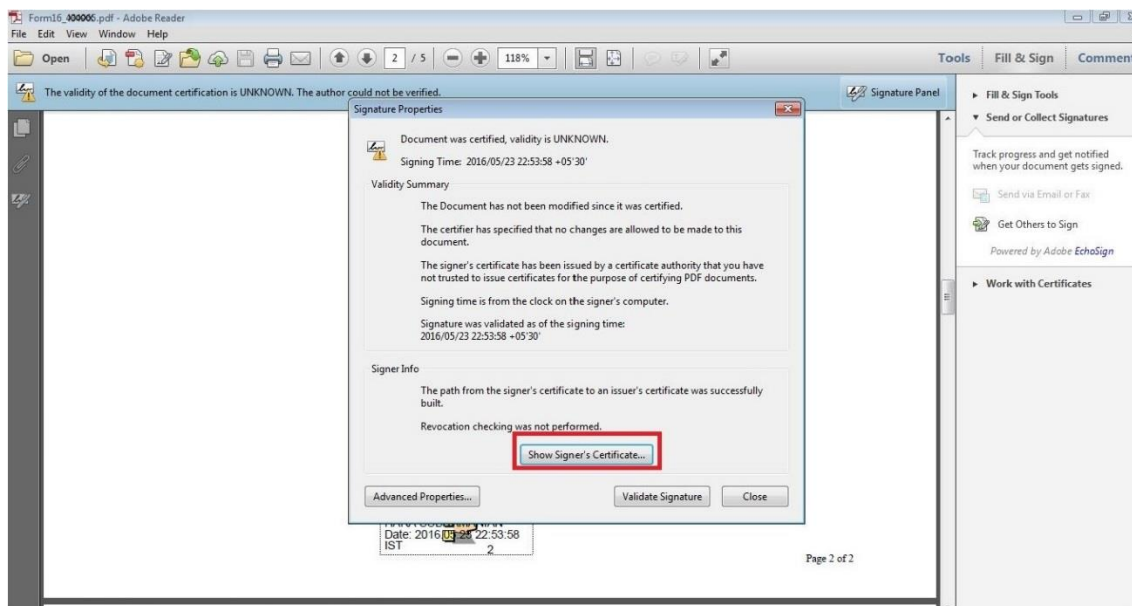 Form16_400006.pdf - Adobe Reader
File Edit View Window Help
Open 2 / 5 118% Tools Fill & Sign Comment
The validity of the document certification is UNKNOWN. The author could not be verified. Signature Panel
Signature Properties
Document was certified, validity is UNKNOWN.
Signing Time: 2016/05/23 22:53:58 +05'30'
Validity Summary
The Document has not been modified since it was certified.
The certifier has specified that no changes are allowed to be made to this
document.
The signer's certificate has been issued by a certificate authority that you have
not trusted to issue certificates for the purpose of certifying PDF documents.
Signing time is from the clock on the signer's computer.
Signature was validated as of the signing time:
2016/05/23 22:53:58 +05'30'
Signer Info
The path from the signer's certificate to an issuer's certificate was successfully
built.
Revocation checking was not performed.
Show Signer's Certificate...
Advanced Properties... Validate Signature Close
Date: 2016 22:53:58
IST
2
Page 2 of 2
Fill & Sign Tools
Send or Collect Signatures
Track progress and get notified
when your document gets signed.
Send via Email or Fax
Get Others to Sign
Powered by Adobe EchoSign
Work with Certificates